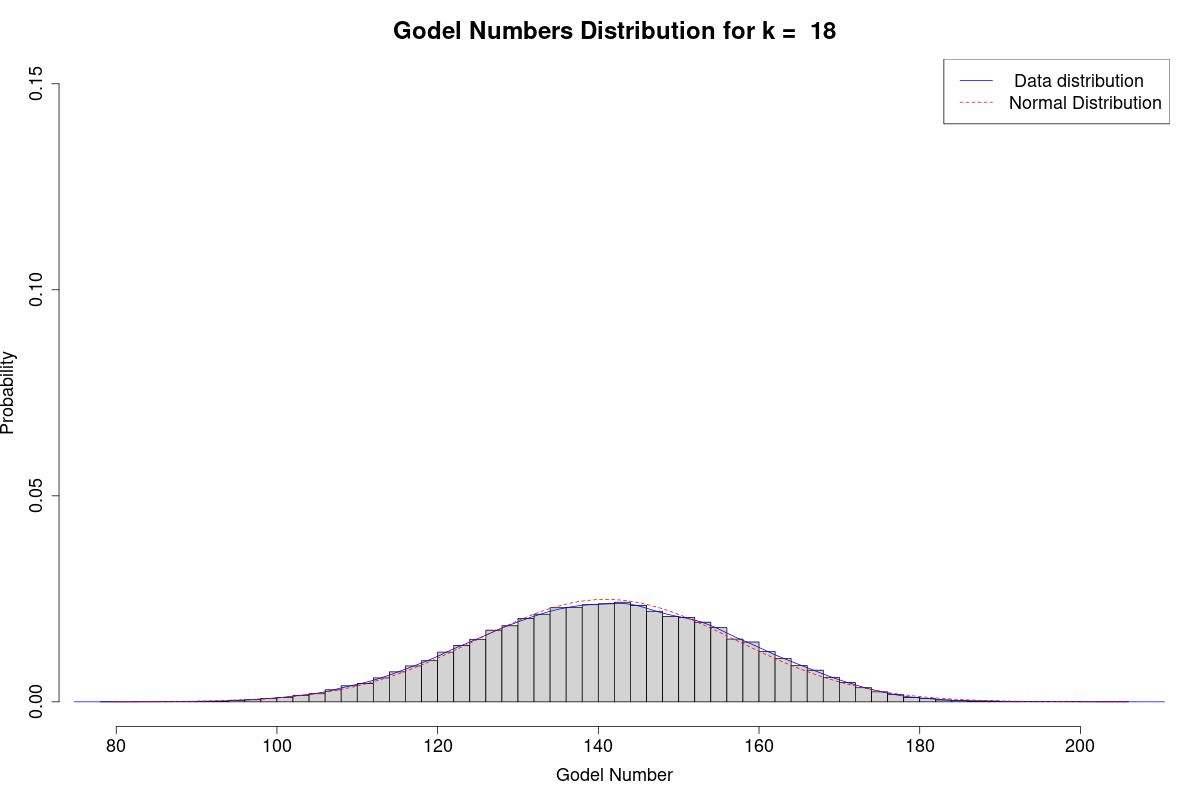 Godel Numbers Distribution for k =  18
Data distribution
Normal Distribution
0.15
0.10
0.05
0.00
Probability
80 100 120 140 160 180 200
Godel Number